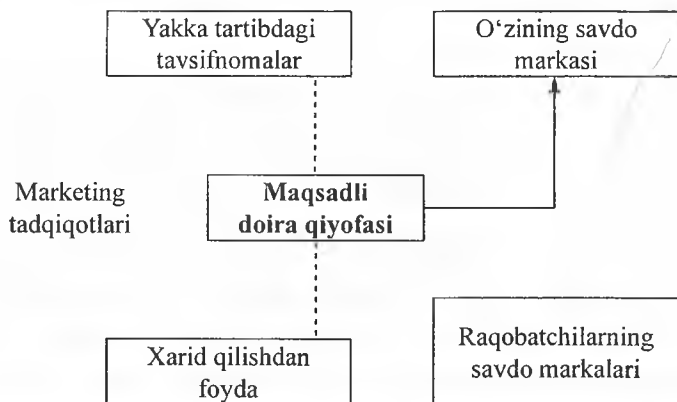 Yakka tartibdagi
tavsifnomalar
O‘zining savdo
markasi
Marketing
tadqiqotlari
Maqsadli
doira qiyofasi
Xarid qilishdan
foyda
Raqobatchilarning
savdo markalari